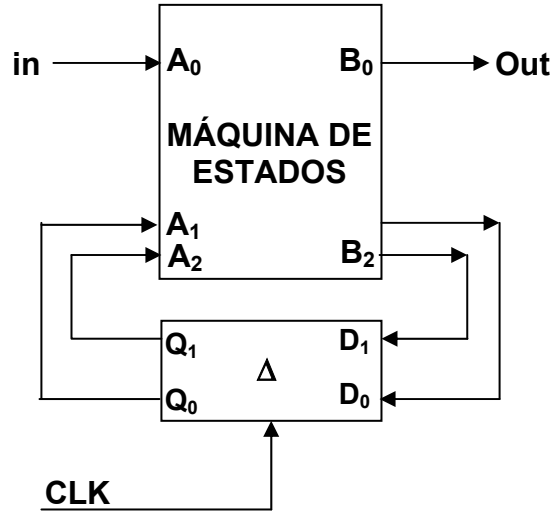 in A₀ B₀ Out
MÁQUINA DE
ESTADOS
A₁
A₂ B₂
Q₁ D₁
Δ
Q₀ D₀
CLK